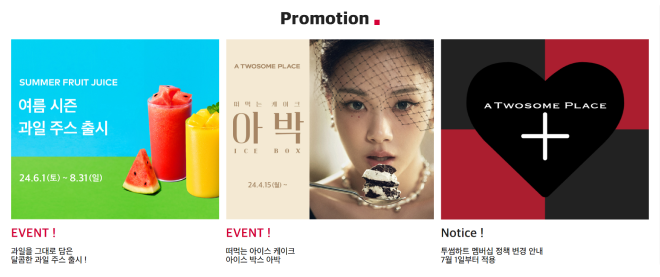 Promotion
SUMMER FRUIT JUICE
여름 시즌
과일 주스 출시
24.6.1(토) ~ 8.31(일)
EVENT !
과일을 그대로 담은
달콤한 과일 주스 출시 !
A TWOSOME PLACE
떠먹는 케이크
아박
ICE BOX
24.4.15(월) ~
EVENT !
떠먹는 아이스 케이크
아이스 박스 아박
A TWOSOME PLACE
Notice !
투썸하트 멤버십 정책 변경 안내
7월 1일부터 적용